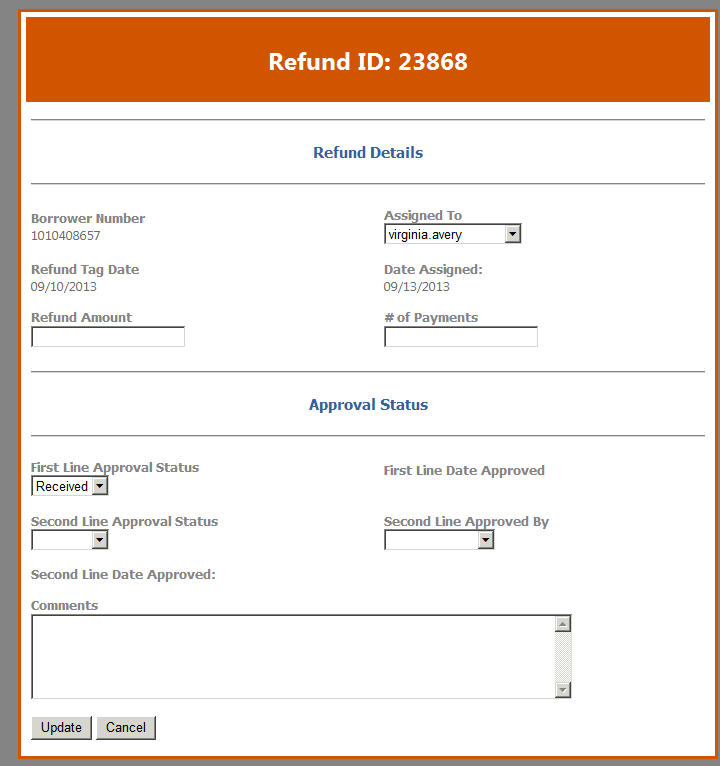 Refund ID: 23868
Refund Details
Borrower Number
1010408657
Assigned To
virginia.avery
Refund Tag Date
09/10/2013
Date Assigned:
09/13/2013
Refund Amount
# of Payments
Approval Status
First Line Approval Status
Received
First Line Date Approved
Second Line Approval Status
Second Line Approved By
Second Line Date Approved:
Comments
Update Cancel